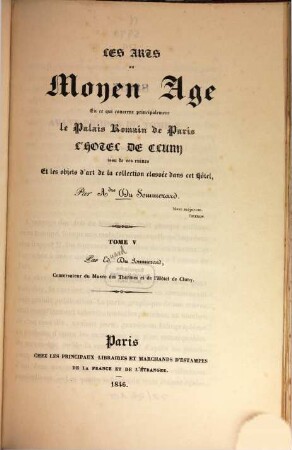 LES ARTS
AU
Moyen Age
En ce qui concerne principalement
le Palais Romain de Paris
L'HOTEL DE CLUNY
issu de ses ruines
Et les objets d'art de la collection classée dans cet hôtel,
Par A. Du Sommerard.
TOME V
Par Ed. Du Sommerard,
Conservateur du Musée des Thermes et de l'Hôtel de Cluny.
Paris
CHEZ LES PRINCIPAUX LIBRAIRES ET MARCHANDS D'ESTAMPES
DE LA FRANCE ET DE L'ÉTRANGER.
1846.